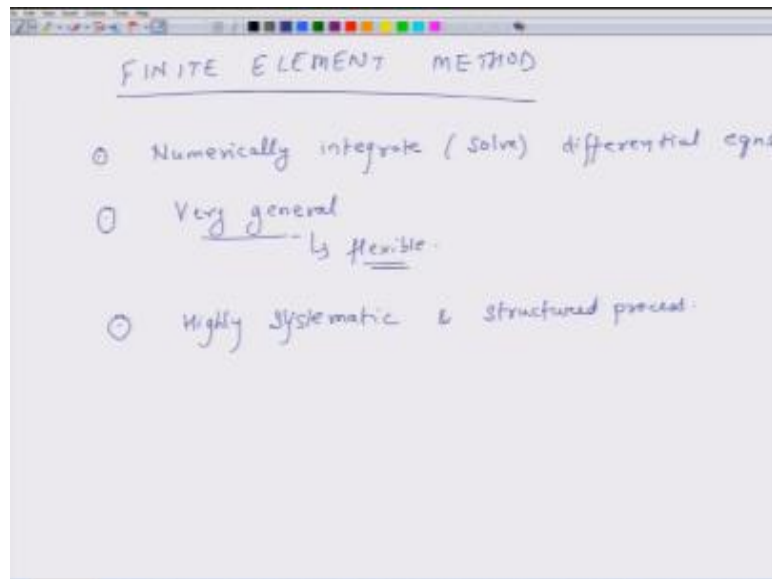 FINITE ELEMENT METHOD
Numerically integrate (solve) differential eqns
Very general
↳ flexible.
Highly systematic & structured process.